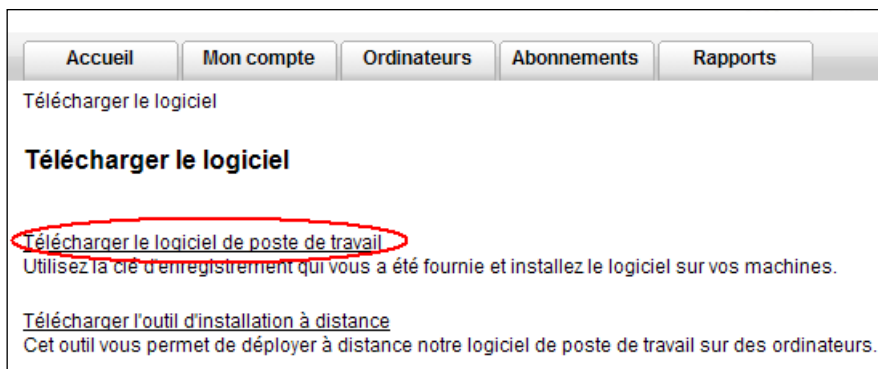 Accueil Mon compte Ordinateurs Abonnements Rapports
Télécharger le logiciel
Télécharger le logiciel
Télécharger le logiciel de poste de travail
Utilisez la clé d'enregistrement qui vous a été fournie et installez le logiciel sur vos machines.
Télécharger l'outil d'installation à distance
Cet outil vous permet de déployer à distance notre logiciel de poste de travail sur des ordinateurs.